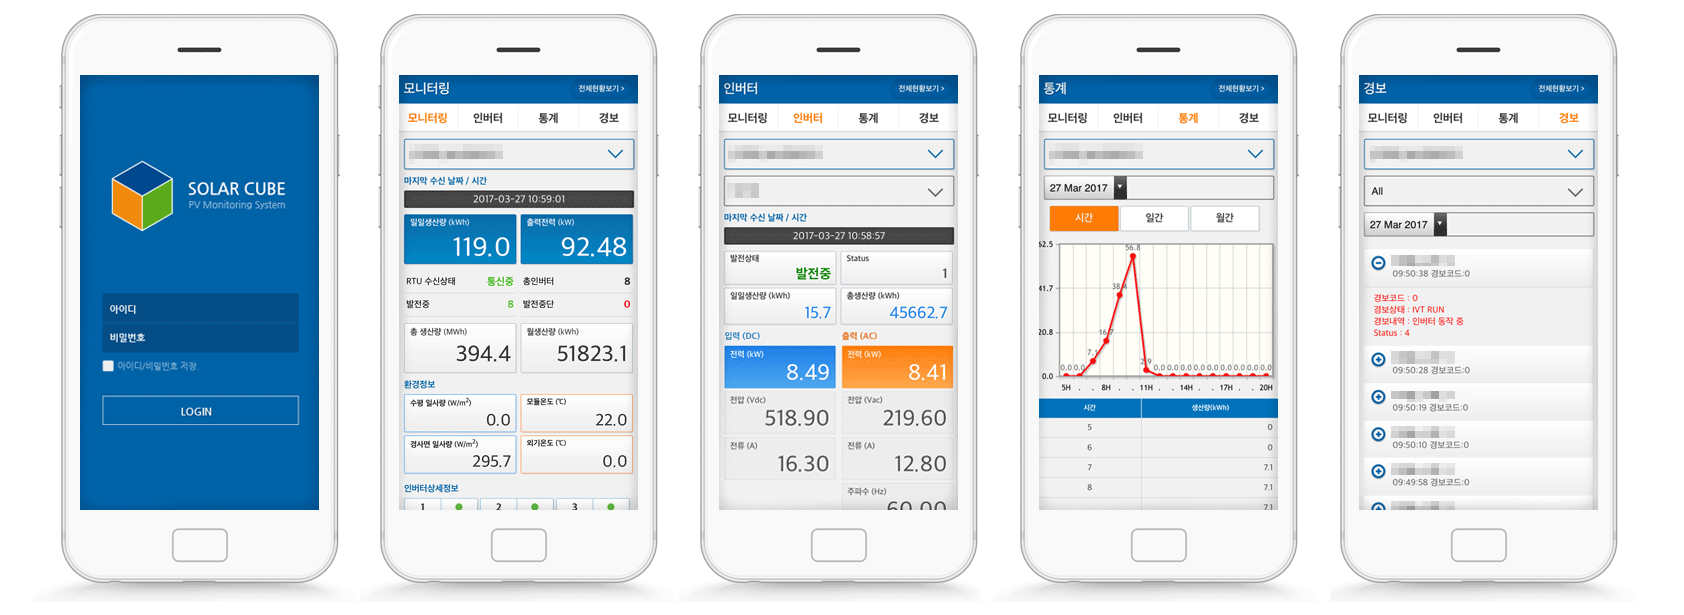 SOLAR CUBE
PV Monitoring System
아이디
비밀번호
아이디/비밀번호 저장.
LOGIN
모니터링
전체현황보기 >
모니터링 인버터 통계 경보
마지막 수신 날짜 / 시간
2017-03-27 10:59:01
일일생산량 (kWh) 출력전력 (kW)
119.0 92.48
RTU 수신상태 통신중 총인버터 8
발전중 8 발전중단 0
총 생산량 (MWh) 월생산량 (kWh)
394.4 51823.1
환경정보
수평 일사량 (W/m²) 모듈온도 (℃)
0.0 22.0
경사면 일사량 (W/m²) 외기온도 (℃)
295.7 0.0
인버터상세정보
1 2 3
인버터
전체현황보기 >
모니터링 인버터 통계 경보
마지막 수신 날짜 / 시간
2017-03-27 10:58:57
발전상태 Status
발전중 1
일일생산량 (kWh) 총생산량 (kWh)
15.7 45662.7
입력 (DC) 출력 (AC)
전력 (kW) 전력 (kW)
8.49 8.41
전압 (Vdc) 전압 (Vac)
518.90 219.60
전류 (A) 전류 (A)
16.30 12.80
주파수 (Hz)
60.00
통계
전체현황보기 >
모니터링 인버터 통계 경보
27 Mar 2017
시간 일간 월간
62.5
56.8
41.7
38.4
20.8
16.7
7.1
2.9
0.0
0.0 0.0 0.0 0.0 0.0 0.0 0.0 0.0 0.0 0.0 0.0
5H . . 8H . . 11H . . 14H . . 17H . . 20H
시간 생산량(kWh)
5 0
6 0
7 7.1
8 7.1
7.1
경보
전체현황보기 >
모니터링 인버터 통계 경보
All
27 Mar 2017
09:50:38 경보코드:0
경보코드 : 0
경보상태 : IVT RUN
경보내역 : 인버터 동작 중
Status : 4
09:50:28 경보코드:0
09:50:19 경보코드:0
09:50:10 경보코드:0
09:49:58 경보코드:0